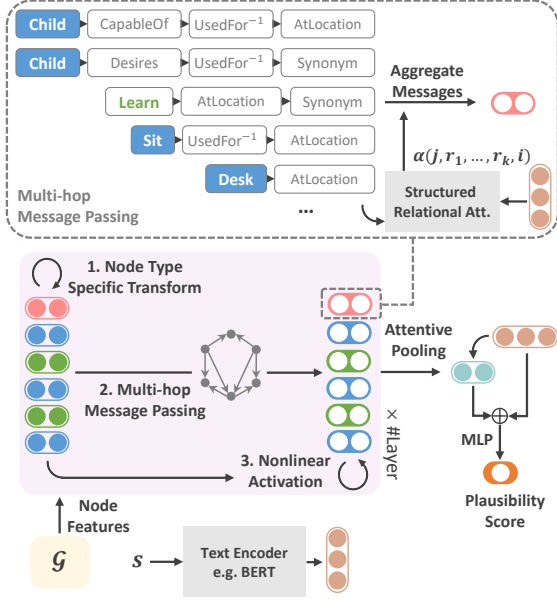 Child CapableOf UsedFor⁻¹ AtLocation
Child Desires UsedFor⁻¹ Synonym
Learn AtLocation Synonym
Sit UsedFor⁻¹ AtLocation
Desk AtLocation
...
Aggregate
Messages
α(j, r₁, ..., rₖ, i)
Structured
Relational Att.
Multi-hop
Message Passing
1. Node Type
Specific Transform
2. Multi-hop
Message Passing
3. Nonlinear
Activation
× #Layer
Attentive
Pooling
MLP
Plausibility
Score
Node
Features
𝒢
s
Text Encoder
e.g. BERT